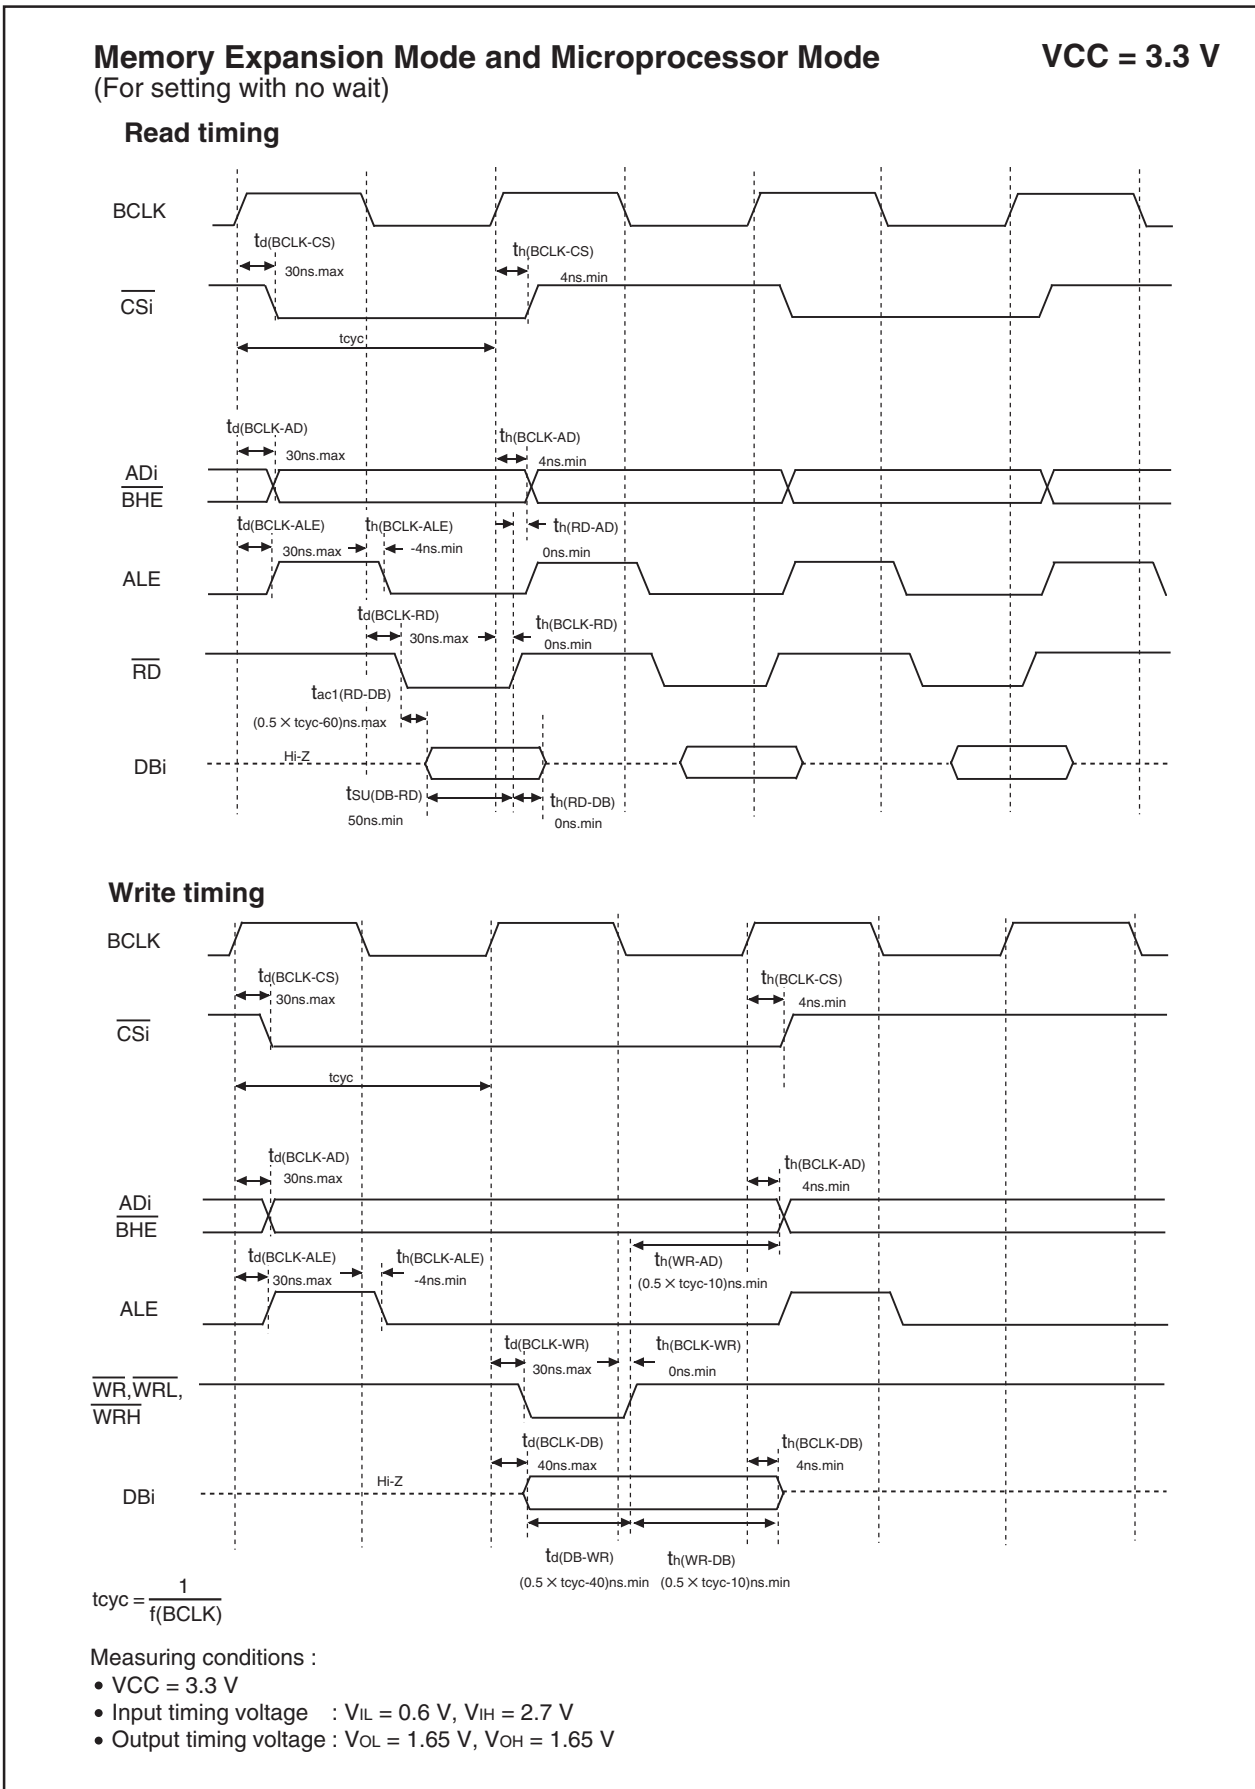 Memory Expansion Mode and Microprocessor Mode VCC = 3.3 V
(For setting with no wait)
Read timing
BCLK
td(BCLK-CS)
30ns.max
th(BCLK-CS)
4ns.min
CSi
tcyc
td(BCLK-AD)
30ns.max
th(BCLK-AD)
4ns.min
ADi
BHE
td(BCLK-ALE)
30ns.max
th(BCLK-ALE)
-4ns.min
th(RD-AD)
0ns.min
ALE
td(BCLK-RD)
30ns.max
th(BCLK-RD)
0ns.min
RD
tac1(RD-DB)
(0.5 × tcyc-60)ns.max
Hi-Z
DBi
tSU(DB-RD)
50ns.min
th(RD-DB)
0ns.min
Write timing
BCLK
td(BCLK-CS)
30ns.max
th(BCLK-CS)
4ns.min
CSi
tcyc
td(BCLK-AD)
30ns.max
th(BCLK-AD)
4ns.min
ADi
BHE
td(BCLK-ALE)
30ns.max
th(BCLK-ALE)
-4ns.min
th(WR-AD)
(0.5 × tcyc-10)ns.min
ALE
td(BCLK-WR)
30ns.max
th(BCLK-WR)
0ns.min
WR,WRL,
WRH
td(BCLK-DB)
40ns.max
th(BCLK-DB)
4ns.min
Hi-Z
DBi
td(DB-WR)
(0.5 × tcyc-40)ns.min
th(WR-DB)
(0.5 × tcyc-10)ns.min
tcyc = 1
f(BCLK)
Measuring conditions :
• VCC = 3.3 V
• Input timing voltage : VIL = 0.6 V, VIH = 2.7 V
• Output timing voltage : VOL = 1.65 V, VOH = 1.65 V